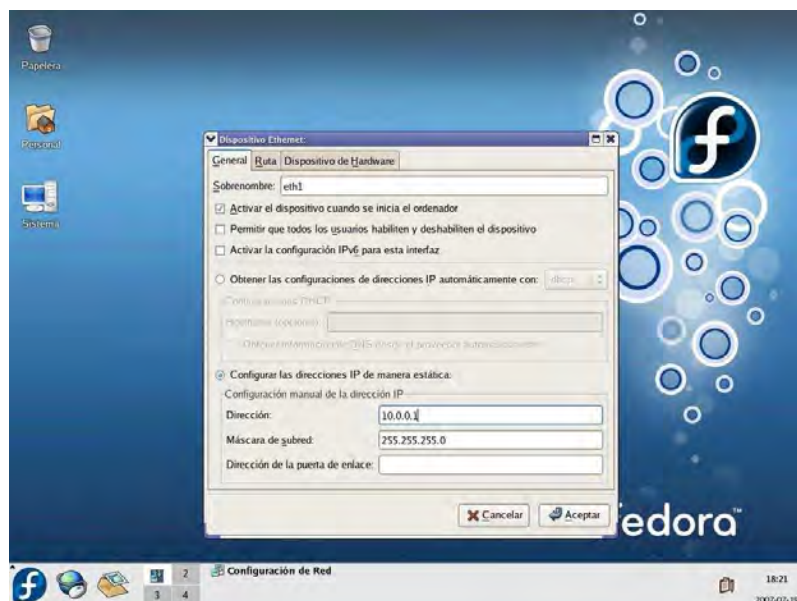 Papelera
Personal
Sistema
Dispositivo Ethernet:
General Ruta Dispositivo de Hardware
Sobrenombre: eth1
Activar el dispositivo cuando se inicia el ordenador
Permitir que todos los usuarios habiliten y deshabiliten el dispositivo
Activar la configuración IPv6 para esta interfaz
Obtener las configuraciones de direcciones IP automáticamente con: dhcp
Configurar las direcciones IP de manera estática:
Configuración manual de la dirección IP
Dirección: 10.0.0.1
Máscara de subred: 255.255.255.0
Dirección de la puerta de enlace:
Cancelar Aceptar
fedora™
Configuración de Red
2
3 4
18:21